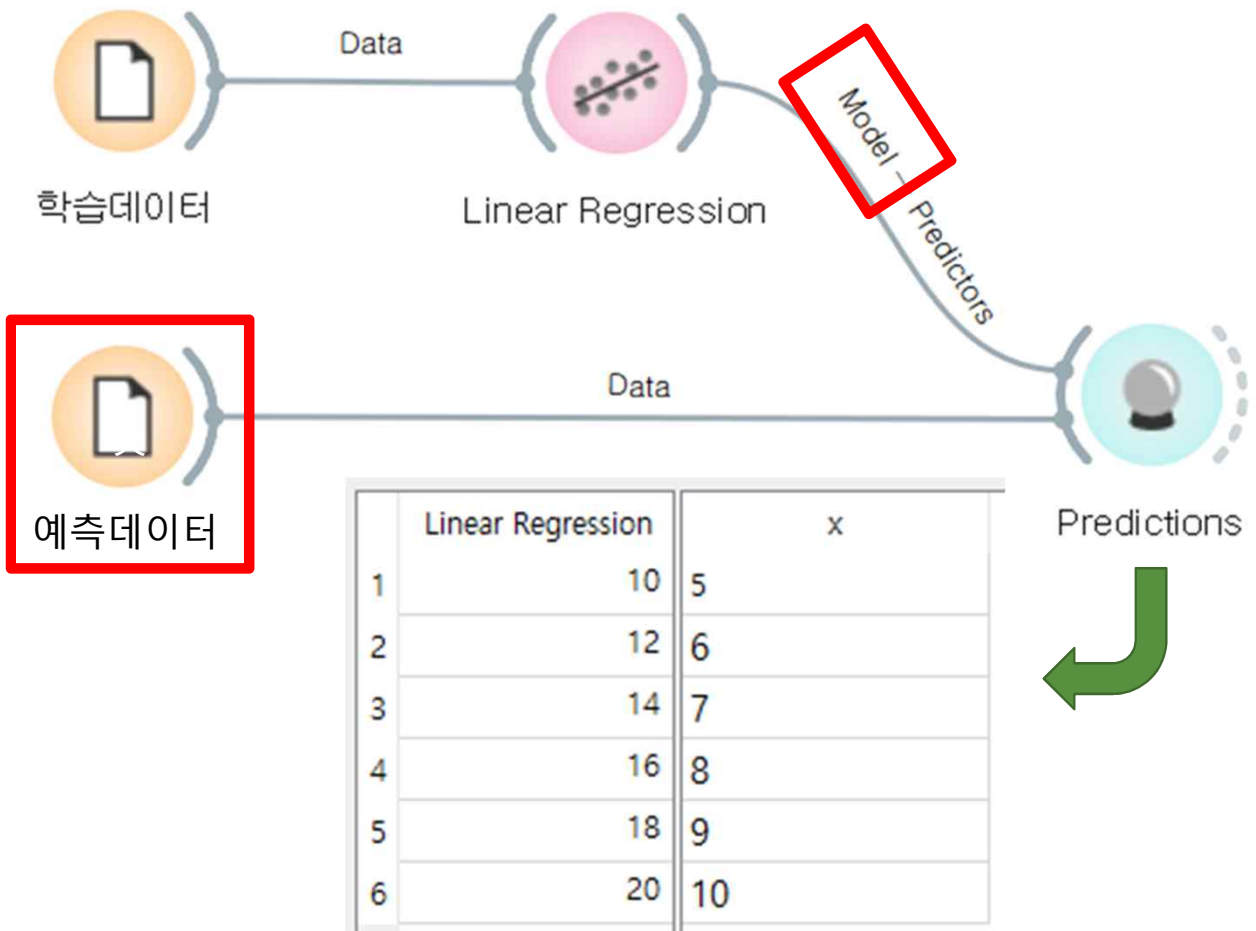 Data
Model – Predictors
학습데이터
Linear Regression
Data
예측데이터
Predictions
Linear Regression x
1 10 5
2 12 6
3 14 7
4 16 8
5 18 9
6 20 10